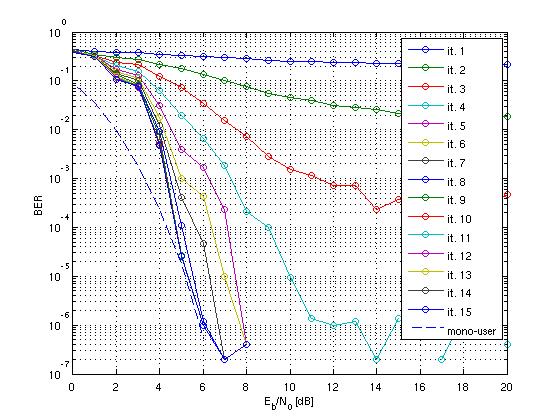 10^0
10^-1
10^-2
10^-3
10^-4
10^-5
10^-6
10^-7
BER
0 2 4 6 8 10 12 14 16 18 20
E_b/N_0 [dB]
it. 1
it. 2
it. 3
it. 4
it. 5
it. 6
it. 7
it. 8
it. 9
it. 10
it. 11
it. 12
it. 13
it. 14
it. 15
mono-user